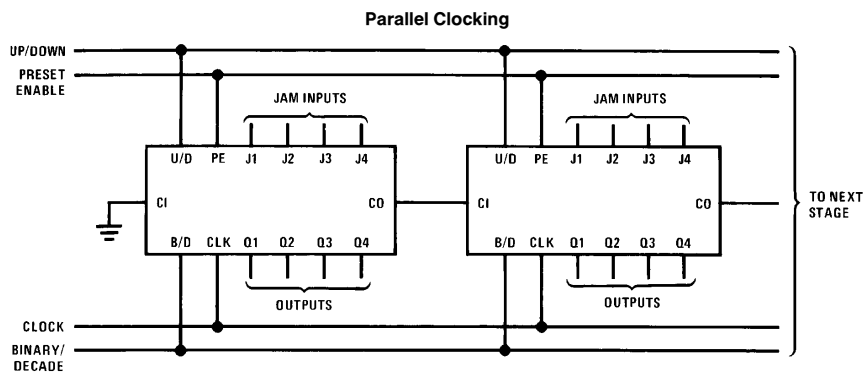 Parallel Clocking
UP/DOWN
PRESET
ENABLE
JAM INPUTS
JAM INPUTS
U/D PE J1 J2 J3 J4
U/D PE J1 J2 J3 J4
CI CO
CI CO
TO NEXT
STAGE
B/D CLK Q1 Q2 Q3 Q4
B/D CLK Q1 Q2 Q3 Q4
OUTPUTS
OUTPUTS
CLOCK
BINARY/
DECADE